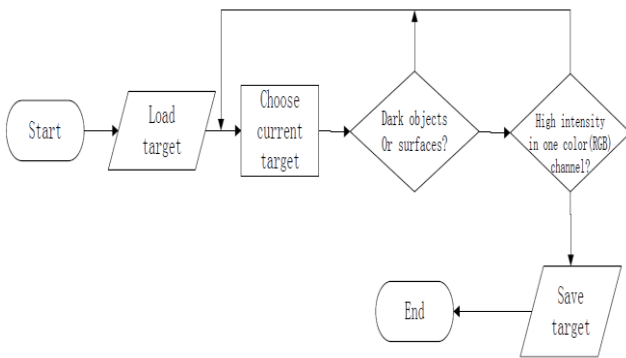 Start
Load
target
Choose
current
target
Dark objects
Or surfaces?
High intensity
in one color(RGB)
channel?
Save
target
End